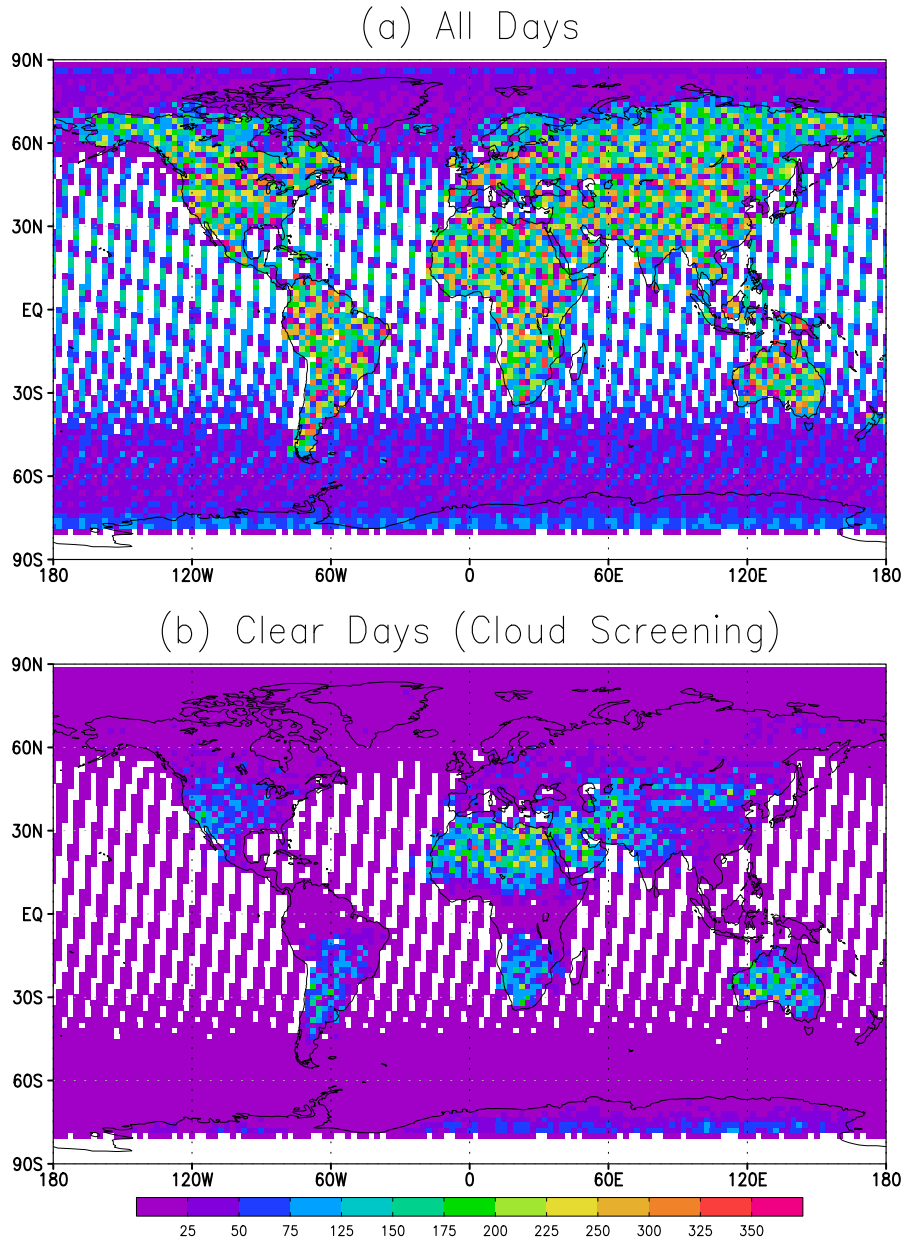 (a) All Days
90N
60N
30N
EQ
30S
60S
90S
180 120W 60W 0 60E 120E 180
(b) Clear Days (Cloud Screening)
90N
60N
30N
EQ
30S
60S
90S
180 120W 60W 0 60E 120E 180
25 50 75 125 150 175 200 225 250 300 325 350